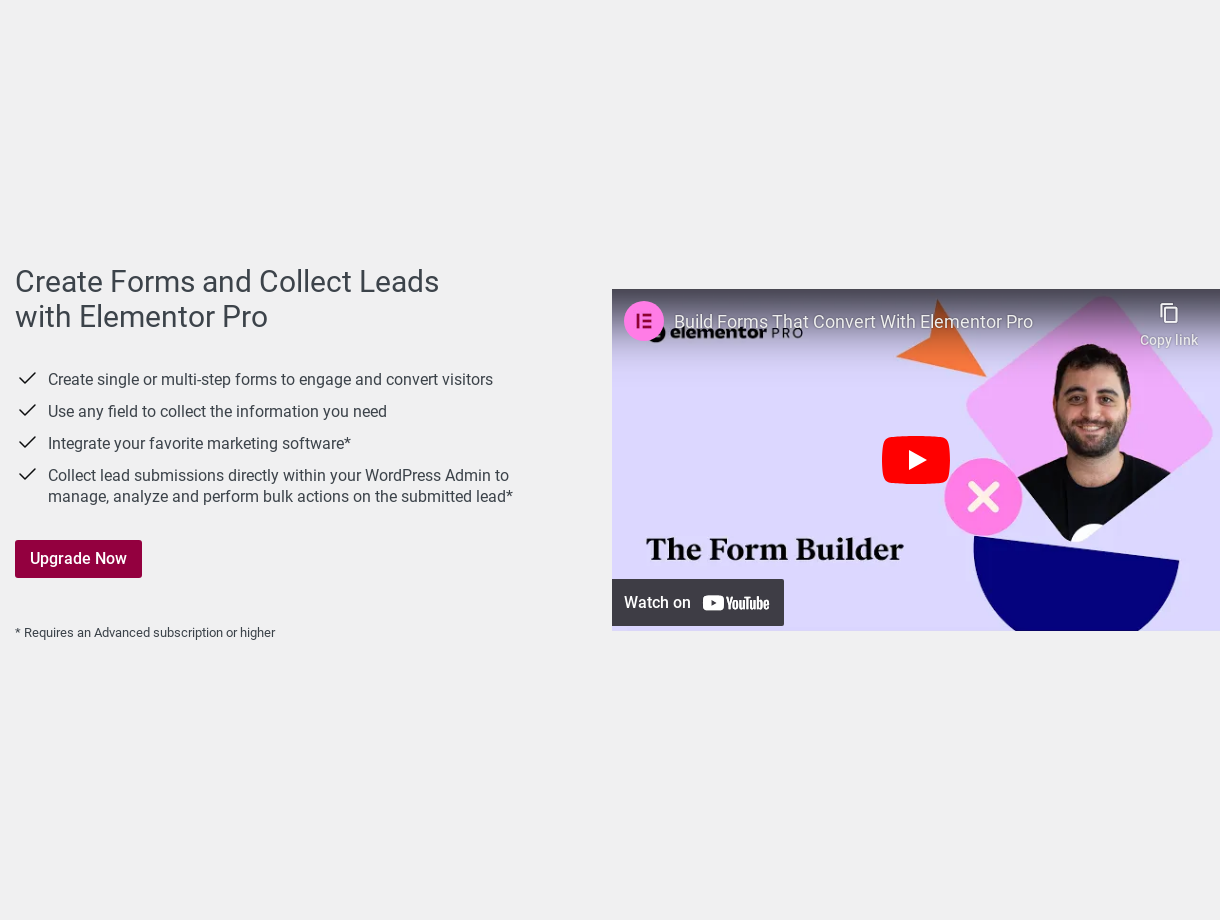 Create Forms and Collect Leads
with Elementor Pro
Create single or multi-step forms to engage and convert visitors
Use any field to collect the information you need
Integrate your favorite marketing software*
Collect lead submissions directly within your WordPress Admin to
manage, analyze and perform bulk actions on the submitted lead*
Upgrade Now
* Requires an Advanced subscription or higher
Build Forms That Convert With Elementor Pro
elementor PRO
Copy link
The Form Builder
Watch on YouTube